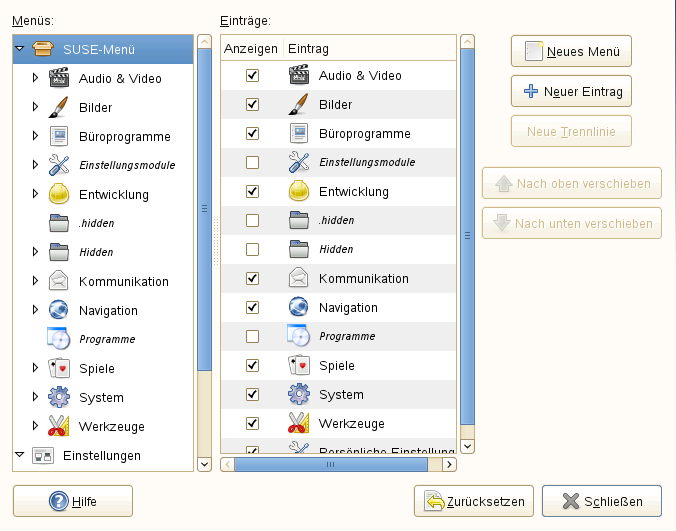 Menüs:
SUSE-Menü
Audio & Video
Bilder
Büroprogramme
Einstellungsmodule
Entwicklung
.hidden
Hidden
Kommunikation
Navigation
Programme
Spiele
System
Werkzeuge
Einstellungen
Einträge:
Anzeigen Eintrag
Audio & Video
Bilder
Büroprogramme
Einstellungsmodule
Entwicklung
.hidden
Hidden
Kommunikation
Navigation
Programme
Spiele
System
Werkzeuge
Persönliche Einstellung
Neues Menü
Neuer Eintrag
Neue Trennlinie
Nach oben verschieben
Nach unten verschieben
Hilfe
Zurücksetzen
Schließen